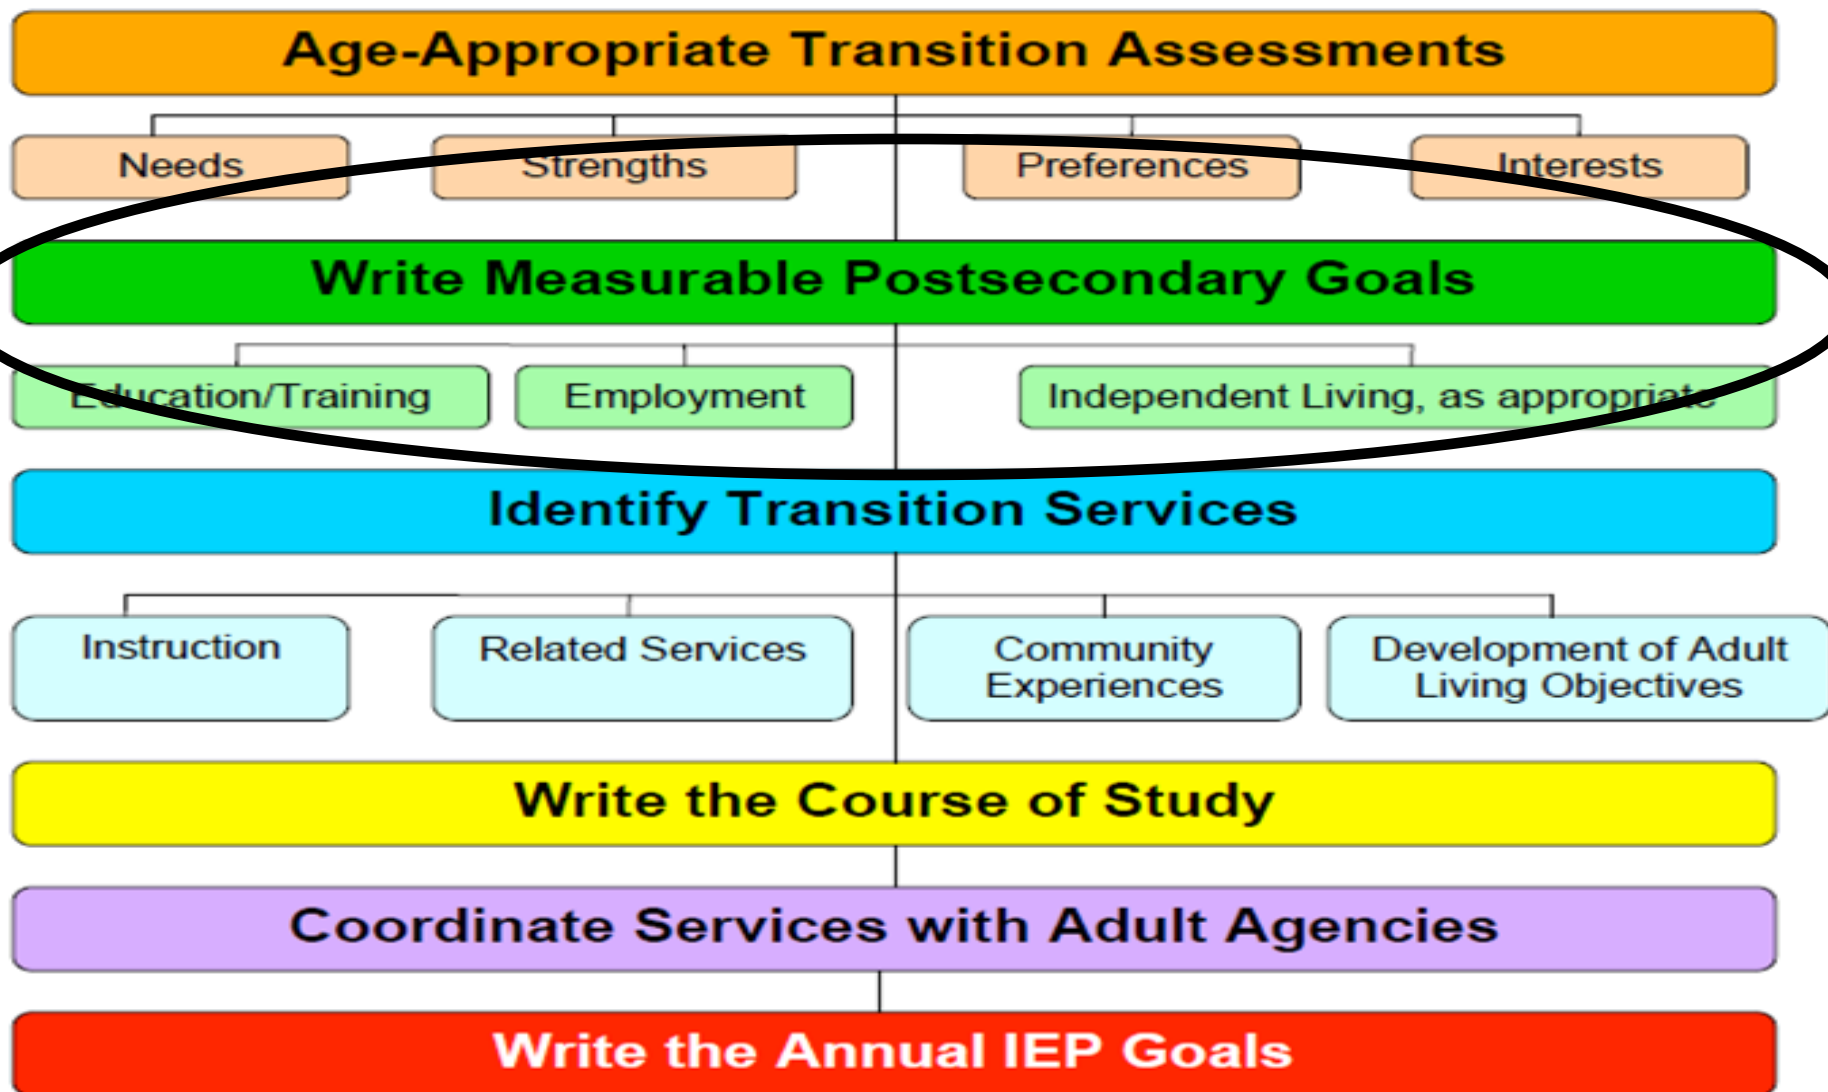 Age-Appropriate Transition Assessments
Needs
Strengths
Preferences
Interests
Write Measurable Postsecondary Goals
Education/Training
Employment
Independent Living, as appropriate
Identify Transition Services
Instruction
Related Services
Community
Experiences
Development of Adult
Living Objectives
Write the Course of Study
Coordinate Services with Adult Agencies
Write the Annual IEP Goals